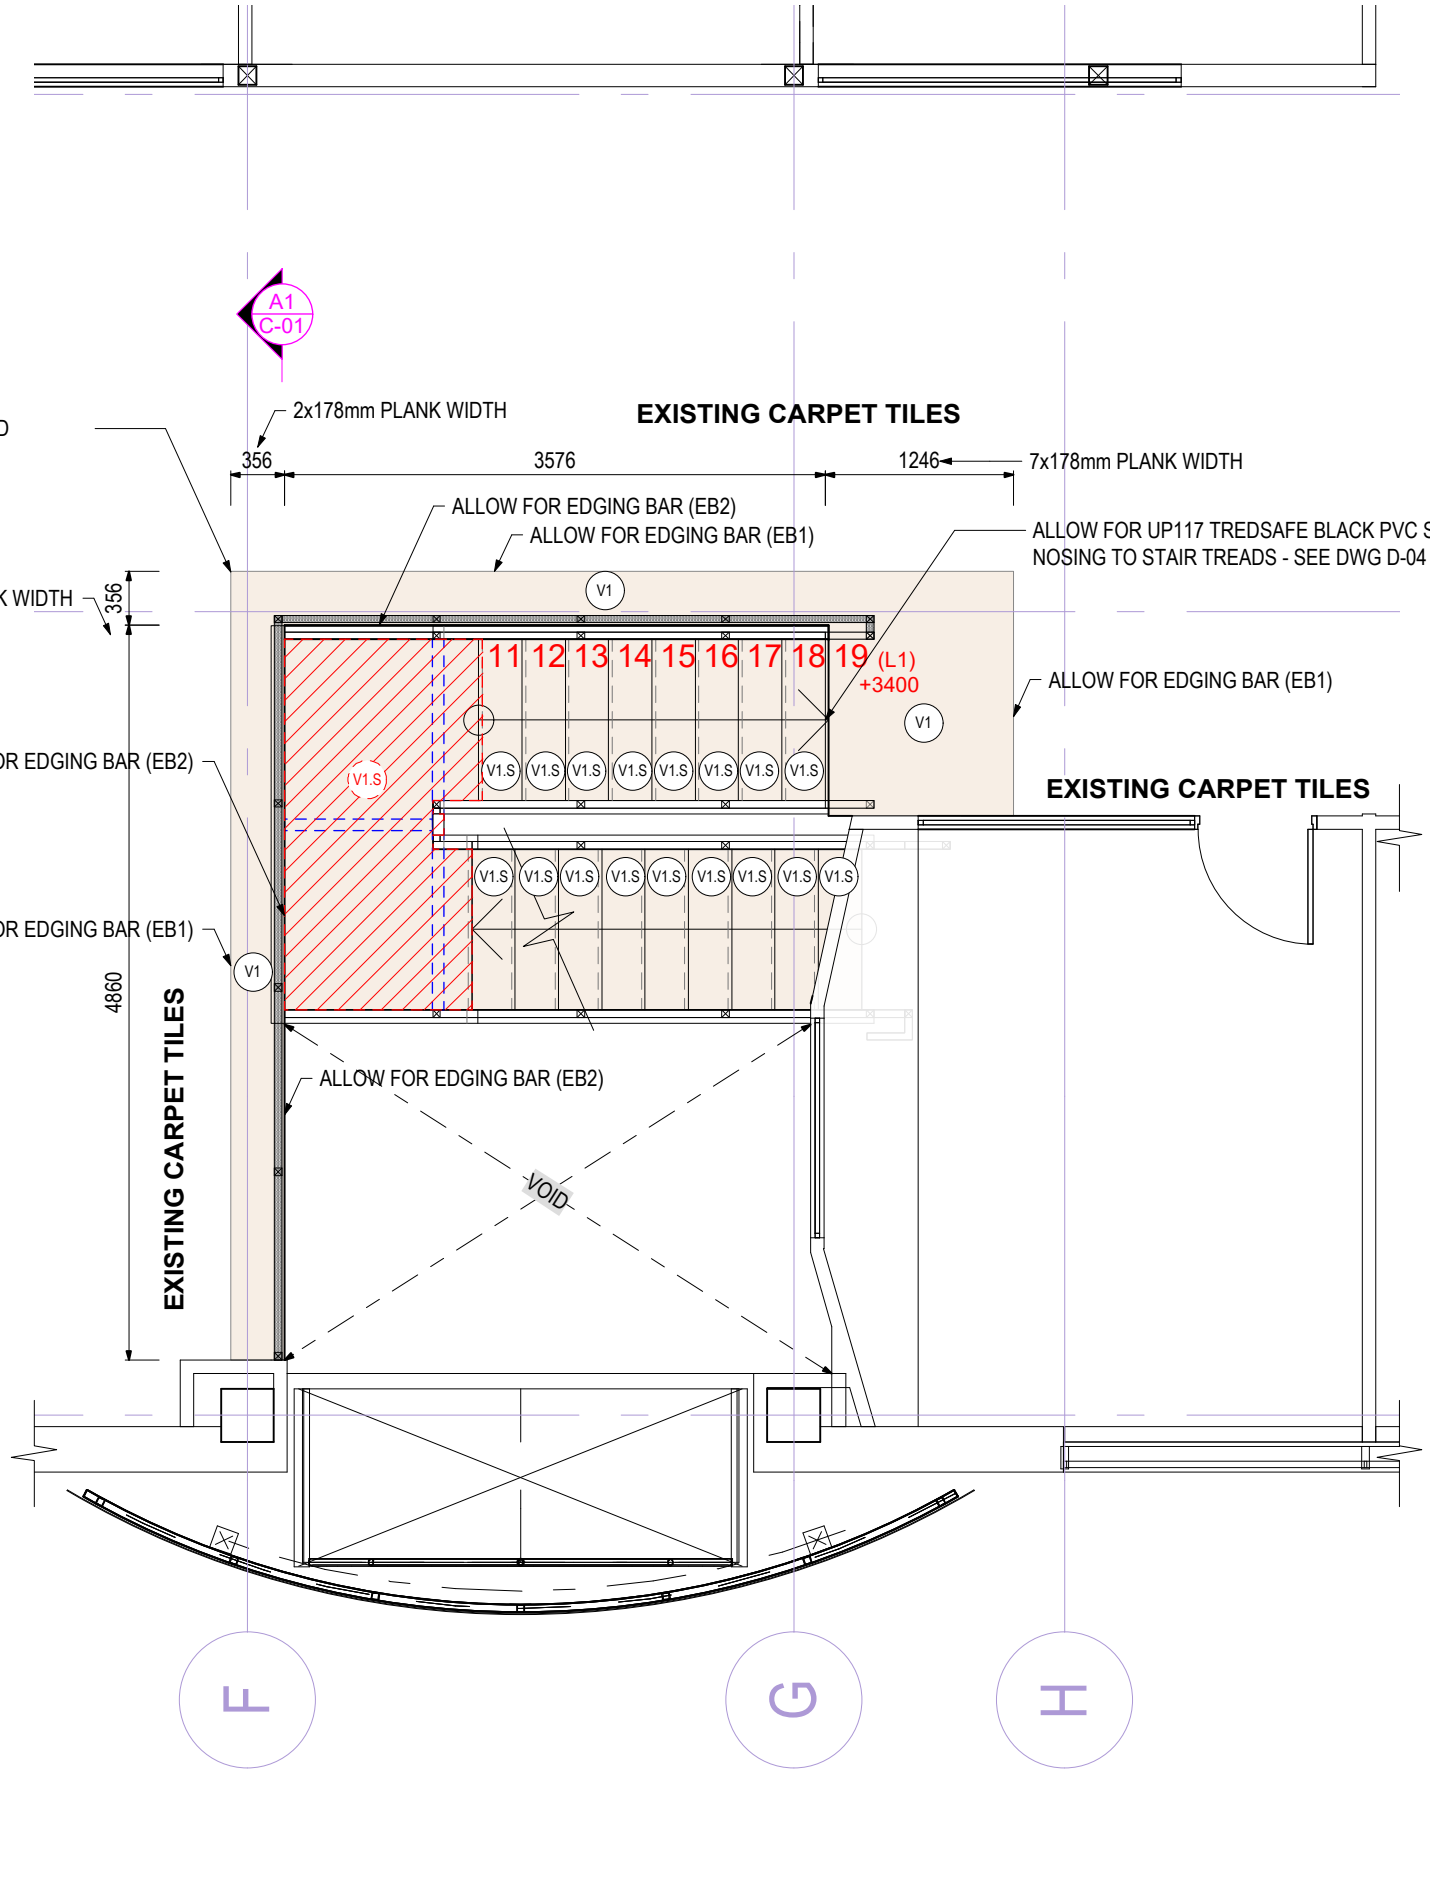 A1
C-01
2x178mm PLANK WIDTH
EXISTING CARPET TILES
D
356
3576
1246
7x178mm PLANK WIDTH
ALLOW FOR EDGING BAR (EB2)
ALLOW FOR EDGING BAR (EB1)
ALLOW FOR UP117 TREDSAFE BLACK PVC S
NOSING TO STAIR TREADS - SEE DWG D-04
K WIDTH
356
V1
11 12 13 14 15 16 17 18 19 (L1)
+3400
ALLOW FOR EDGING BAR (EB1)
V1
OR EDGING BAR (EB2)
V1.S
V1.S V1.S V1.S V1.S V1.S V1.S V1.S V1.S
EXISTING CARPET TILES
V1.S V1.S V1.S V1.S V1.S V1.S V1.S V1.S V1.S
OR EDGING BAR (EB1)
V1
4860
EXISTING CARPET TILES
ALLOW FOR EDGING BAR (EB2)
VOID
F
G
H